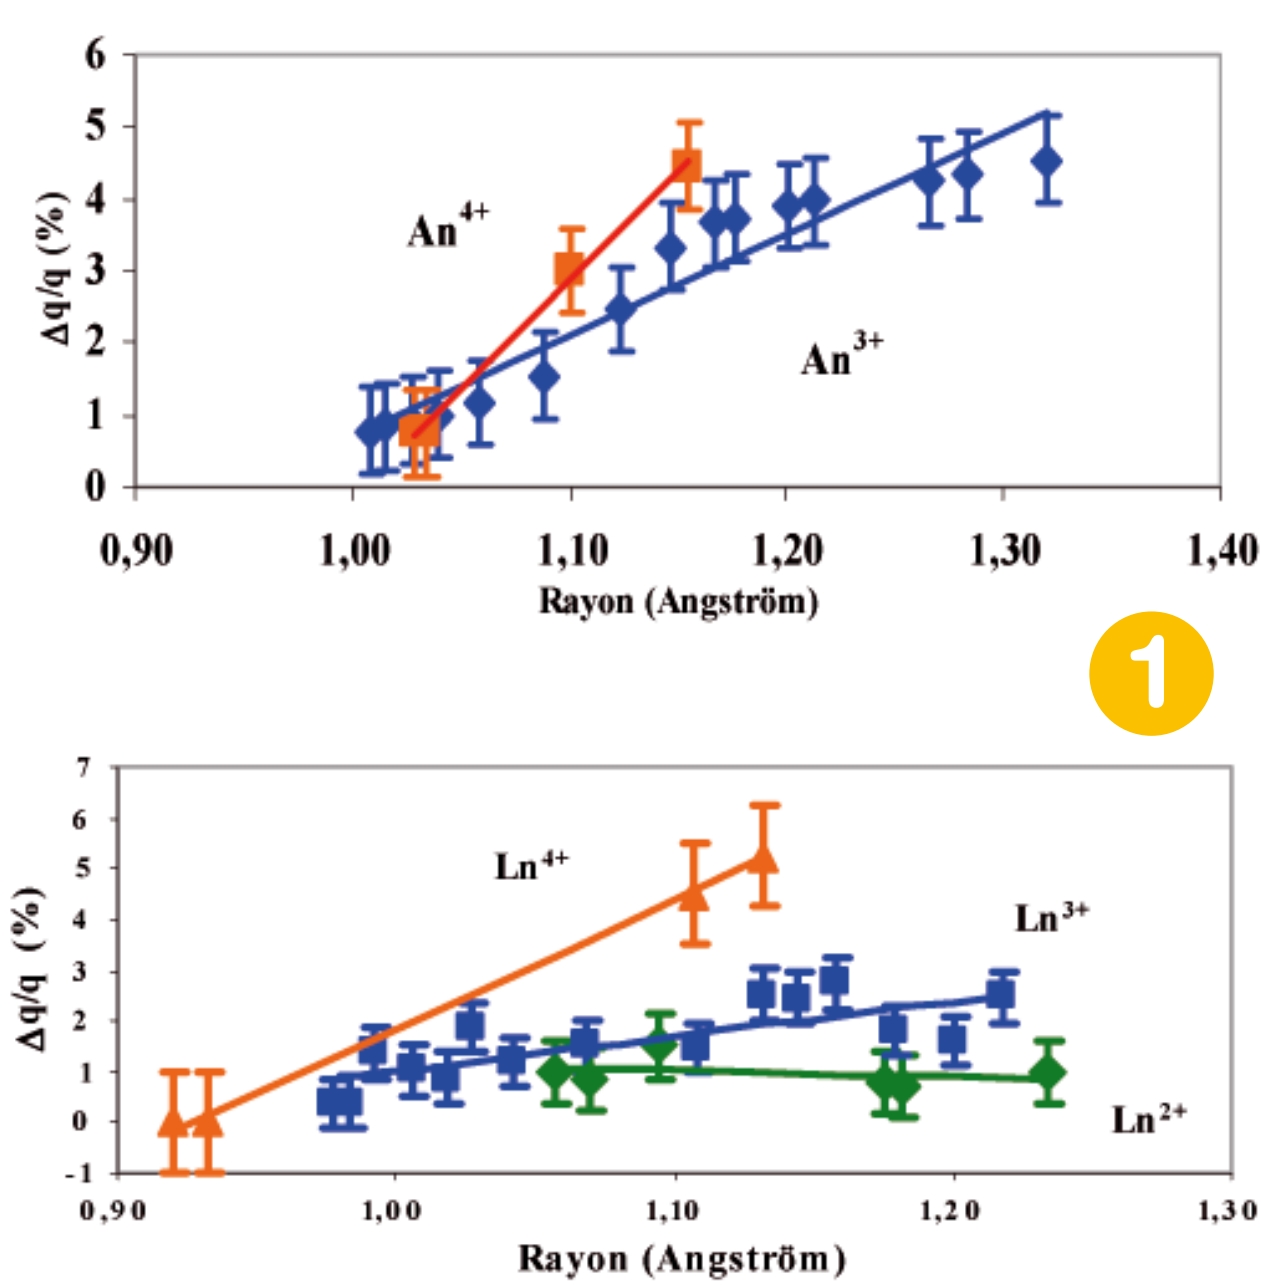 6
5
4
3
2
1
0
Δq/q (%)
An4+
An3+
0,90 1,00 1,10 1,20 1,30 1,40
Rayon (Angström)
1
7
6
5
4
3
2
1
0
-1
Δq/q (%)
Ln4+
Ln3+
Ln2+
0,90 1,00 1,10 1,20 1,30
Rayon (Angström)